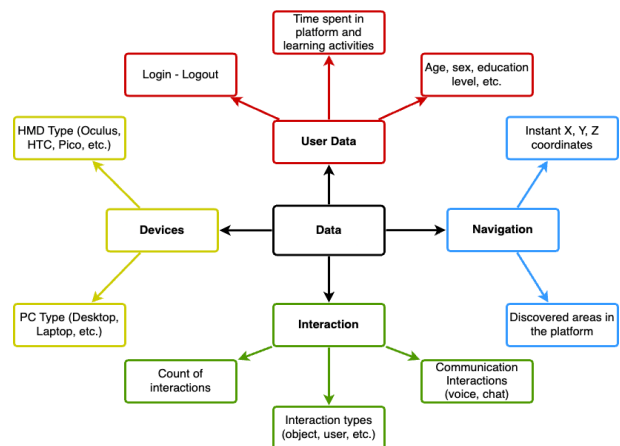 Time spent in
platform and
learning activities
Login - Logout
Age, sex, education
level, etc.
User Data
HMD Type (Oculus,
HTC, Pico, etc.)
Instant X, Y, Z
coordinates
Devices
Data
Navigation
PC Type (Desktop,
Laptop, etc.)
Interaction
Discovered areas in
the platform
Count of
interactions
Communication
Interactions
(voice, chat)
Interaction types
(object, user, etc.)